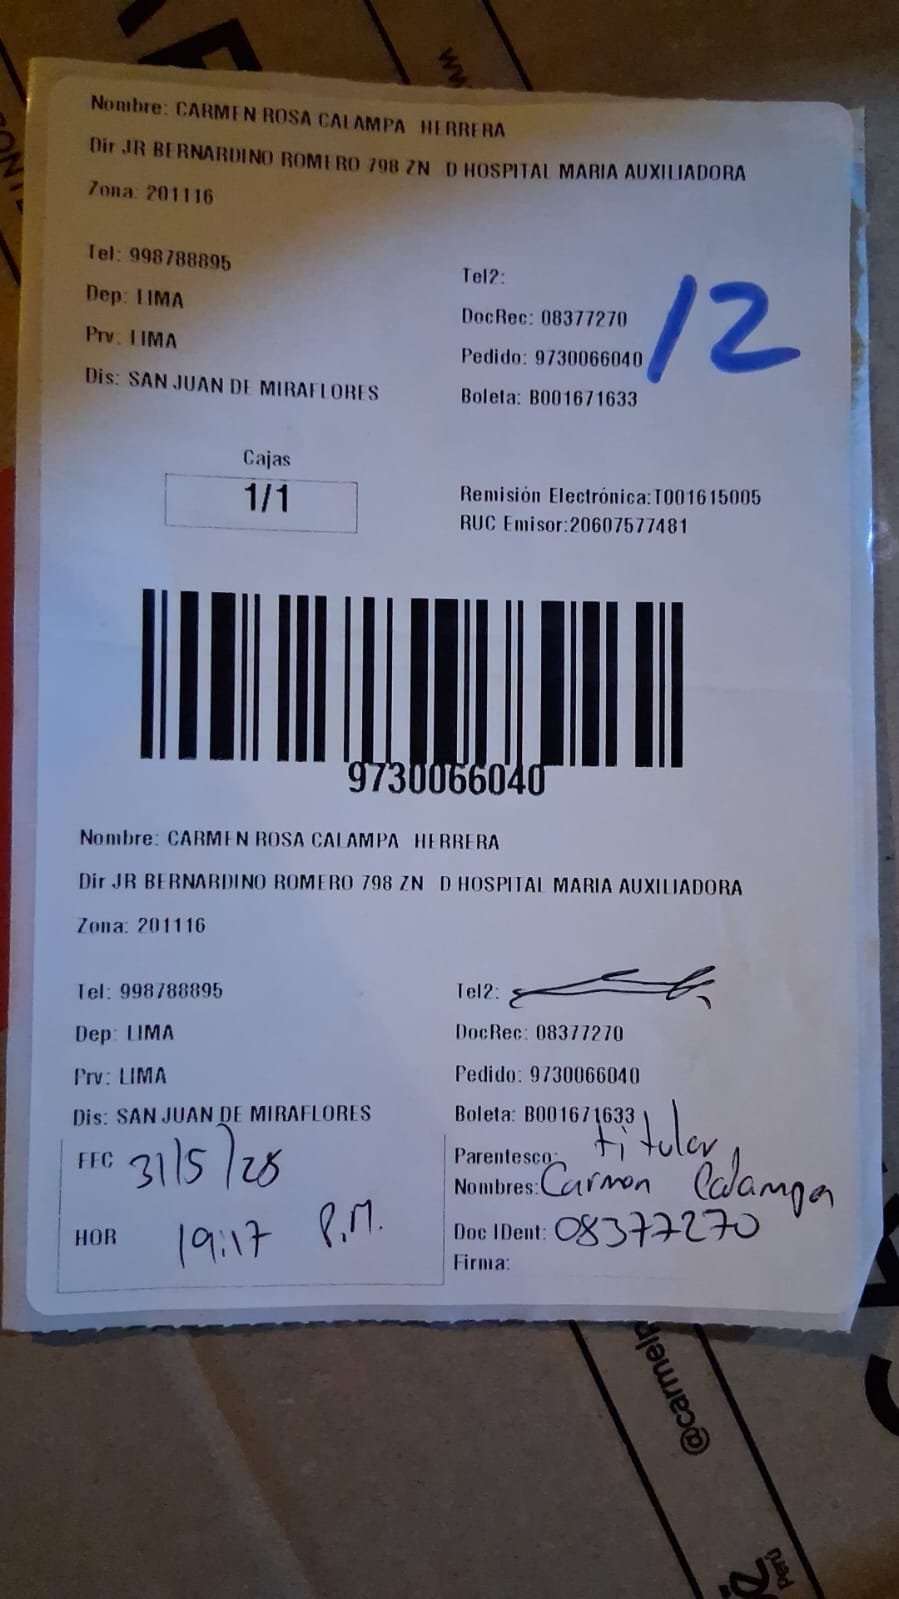 Nombre: CARMEN ROSA CALAMPA HERRERA
Dir JR BERNARDINO ROMERO 798 ZN D HOSPITAL MARIA AUXILIADORA
Zona: 201116
Tel: 998788895
Tel2:
Dep: LIMA
DocRec: 08377270
12
Prv: LIMA
Pedido: 9730066040
Dis: SAN JUAN DE MIRAFLORES
Boleta: B001671633
Cajas
1/1
Remisión Electrónica:T001615005
RUC Emisor:20607577481
9730066040
Nombre: CARMEN ROSA CALAMPA HERRERA
Dir JR BERNARDINO ROMERO 798 ZN D HOSPITAL MARIA AUXILIADORA
Zona: 201116
Tel: 998788895
Tel2:
Dep: LIMA
DocRec: 08377270
Prv: LIMA
Pedido: 9730066040
Dis: SAN JUAN DE MIRAFLORES
Boleta: B001671633
FEC 31/5/25
Parentesco: titular
Nombres: Carmen Calampa
HOR 19:17 P.M.
Doc IDent: 08377270
Firma:
@carmelp
Perú